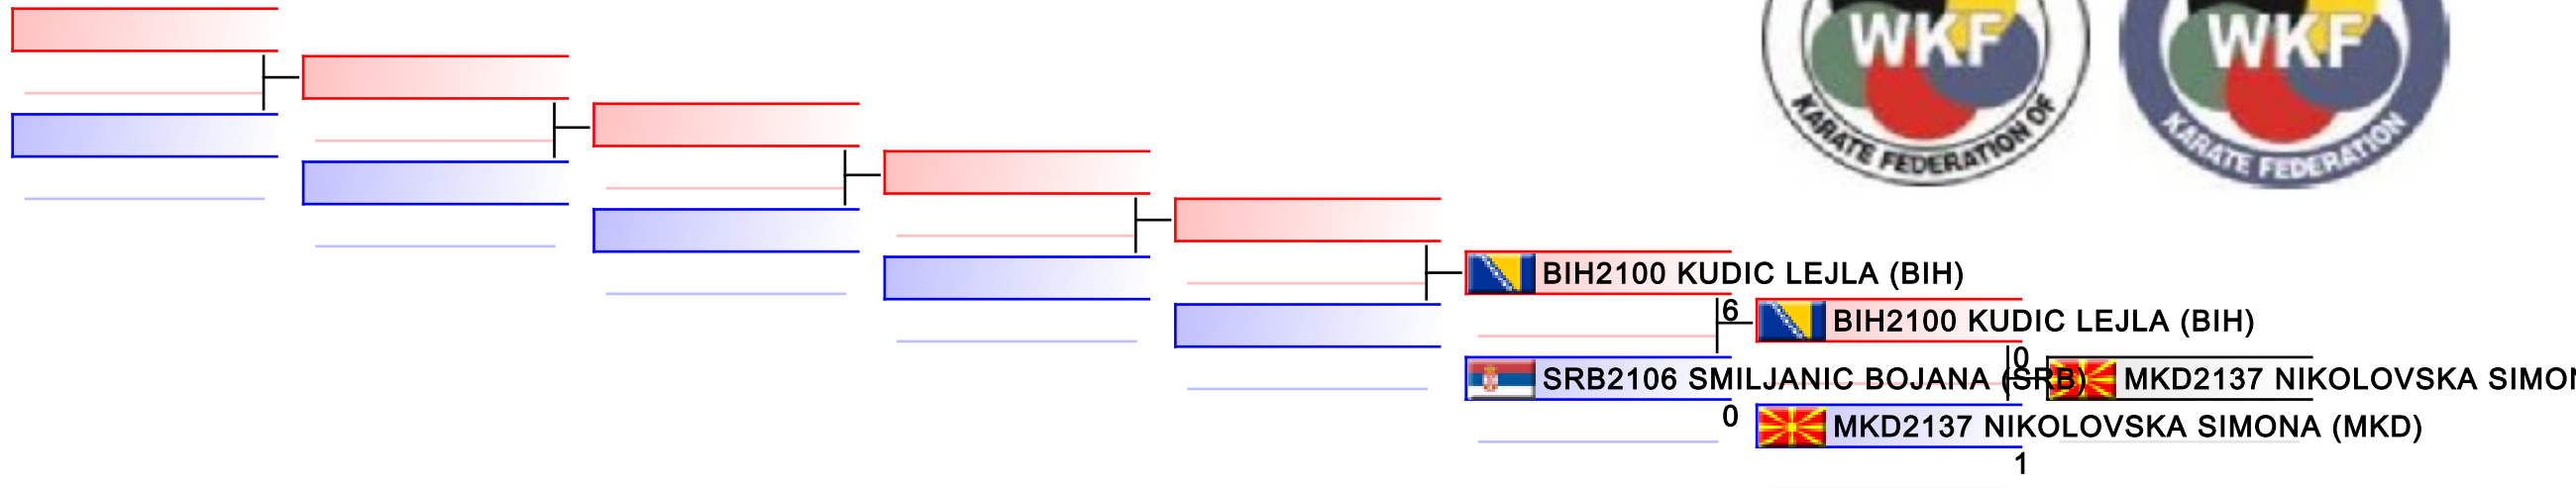 WKF
KARATE FEDERATION OF
WKF
KARATE FEDERATION
BIH2100 KUDIC LEJLA (BIH)
6
BIH2100 KUDIC LEJLA (BIH)
0
SRB2106 SMILJANIC BOJANA (SRB)
MKD2137 NIKOLOVSKA SIMON
0
MKD2137 NIKOLOVSKA SIMONA (MKD)
1